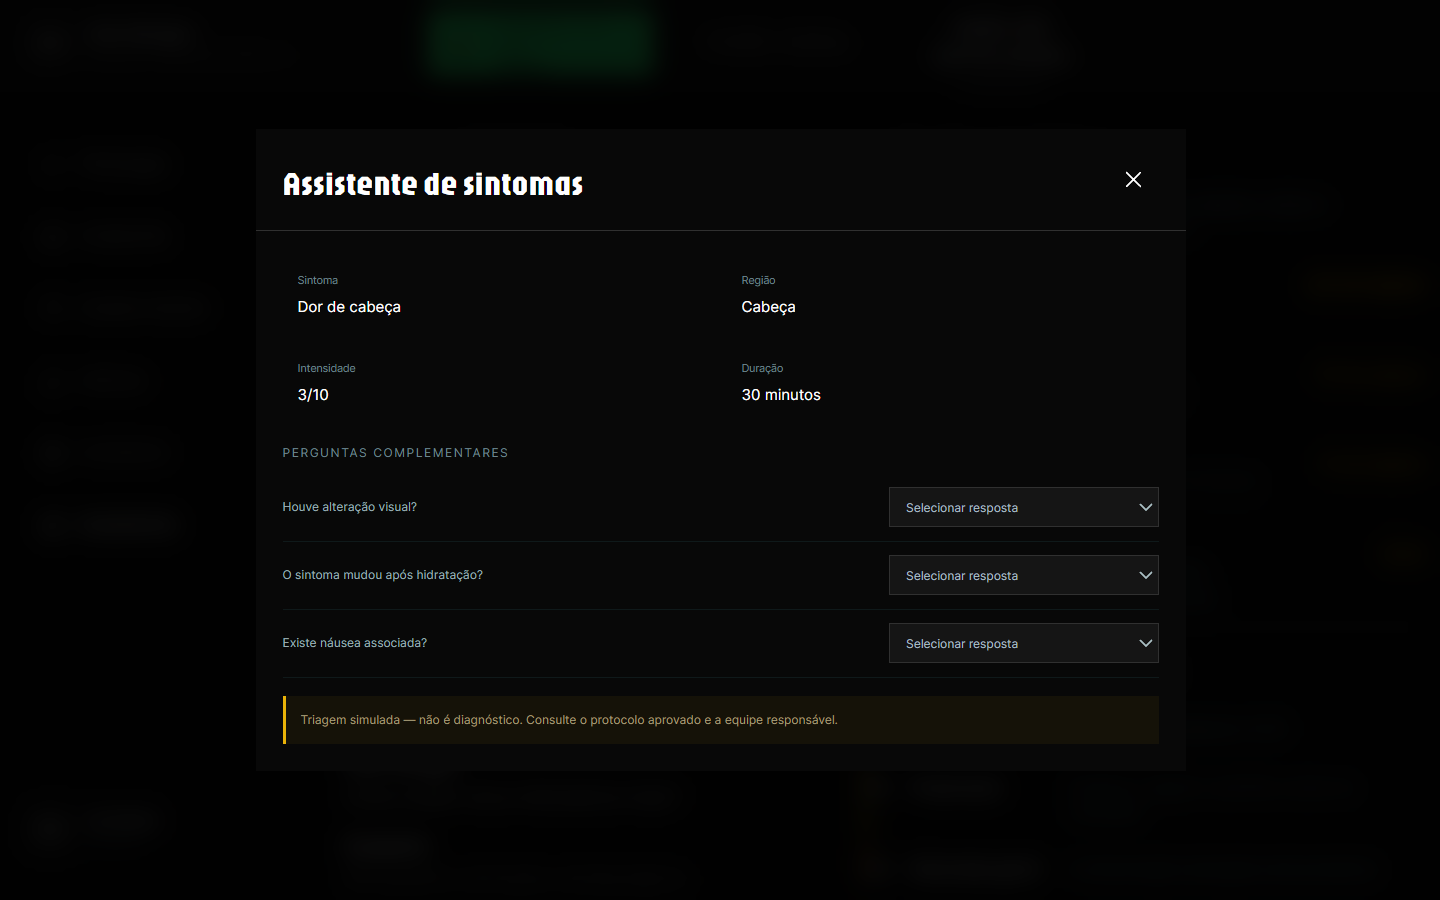 Assistente de sintomas
Sintoma
Região
Dor de cabeça
Cabeça
Intensidade
Duração
3/10
30 minutos
PERGUNTAS COMPLEMENTARES
Houve alteração visual?
Selecionar resposta
O sintoma mudou após hidratação?
Selecionar resposta
Existe náusea associada?
Selecionar resposta
Triagem simulada — não é diagnóstico. Consulte o protocolo aprovado e a equipe responsável.